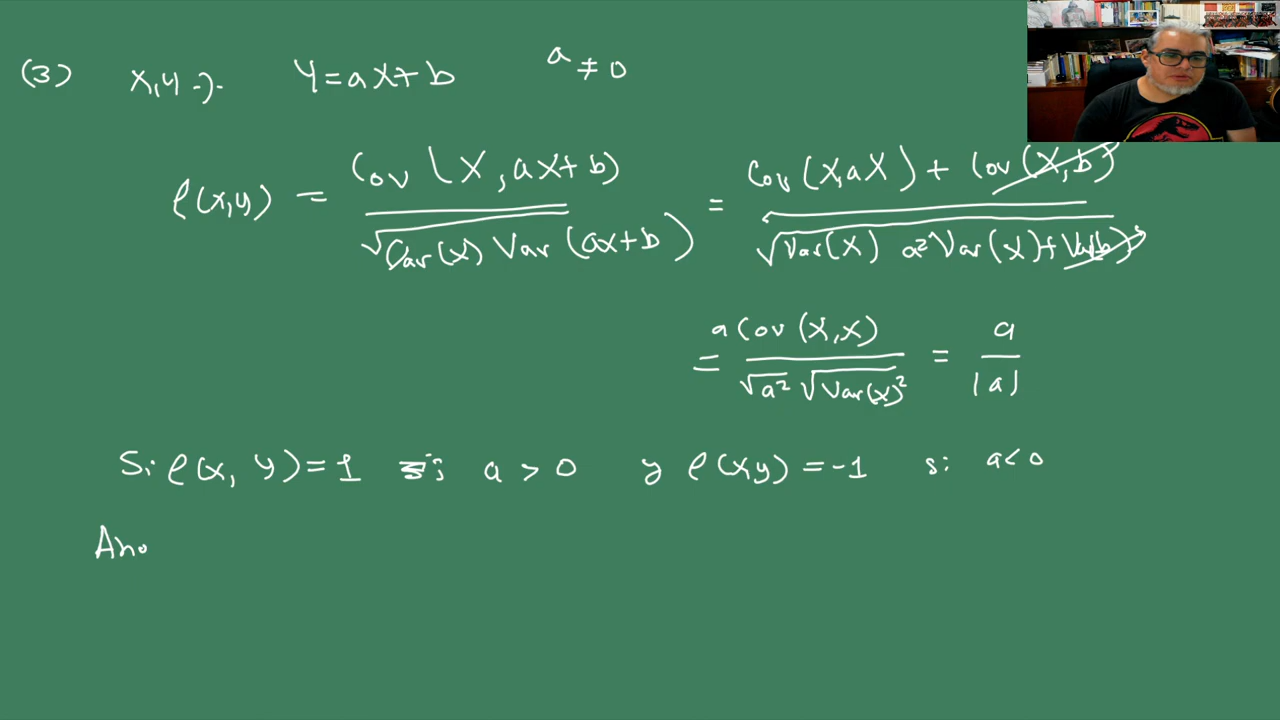 (3) X,Y ·). Y=aX+b a ≠ 0
ρ(X,Y) = Cov(X, aX+b) / √Var(X) Var(aX+b) = Cov(X,aX) + Cov(X,b) / √Var(X) a²Var(X)+Var(b)
= a Cov(X,X) / √a² √Var(X)² = a / |a|
Si ρ(X,Y)=1 si a > 0 y ρ(X,Y)=-1 si a<0
Aho